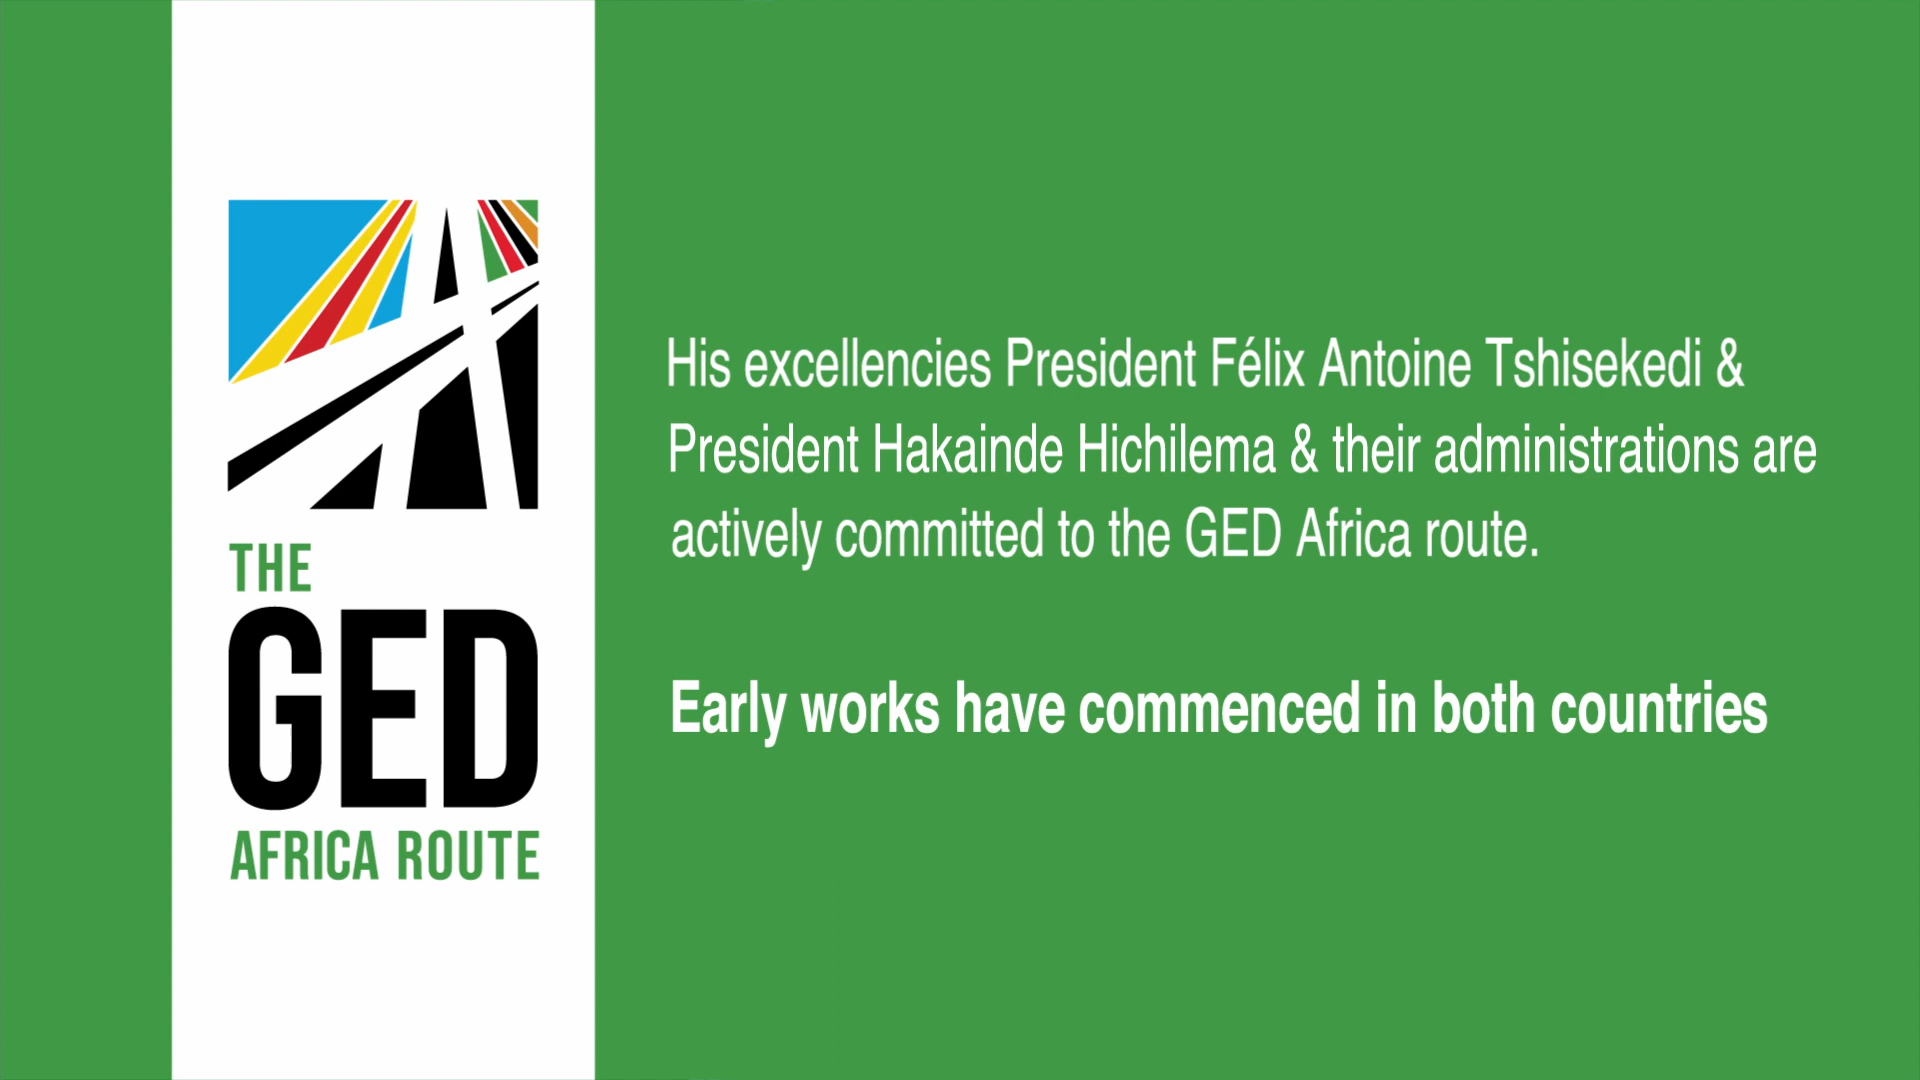 THE
GED
AFRICA ROUTE
His excellencies President Félix Antoine Tshisekedi &
President Hakainde Hichilema & their administrations are
actively committed to the GED Africa route.
Early works have commenced in both countries